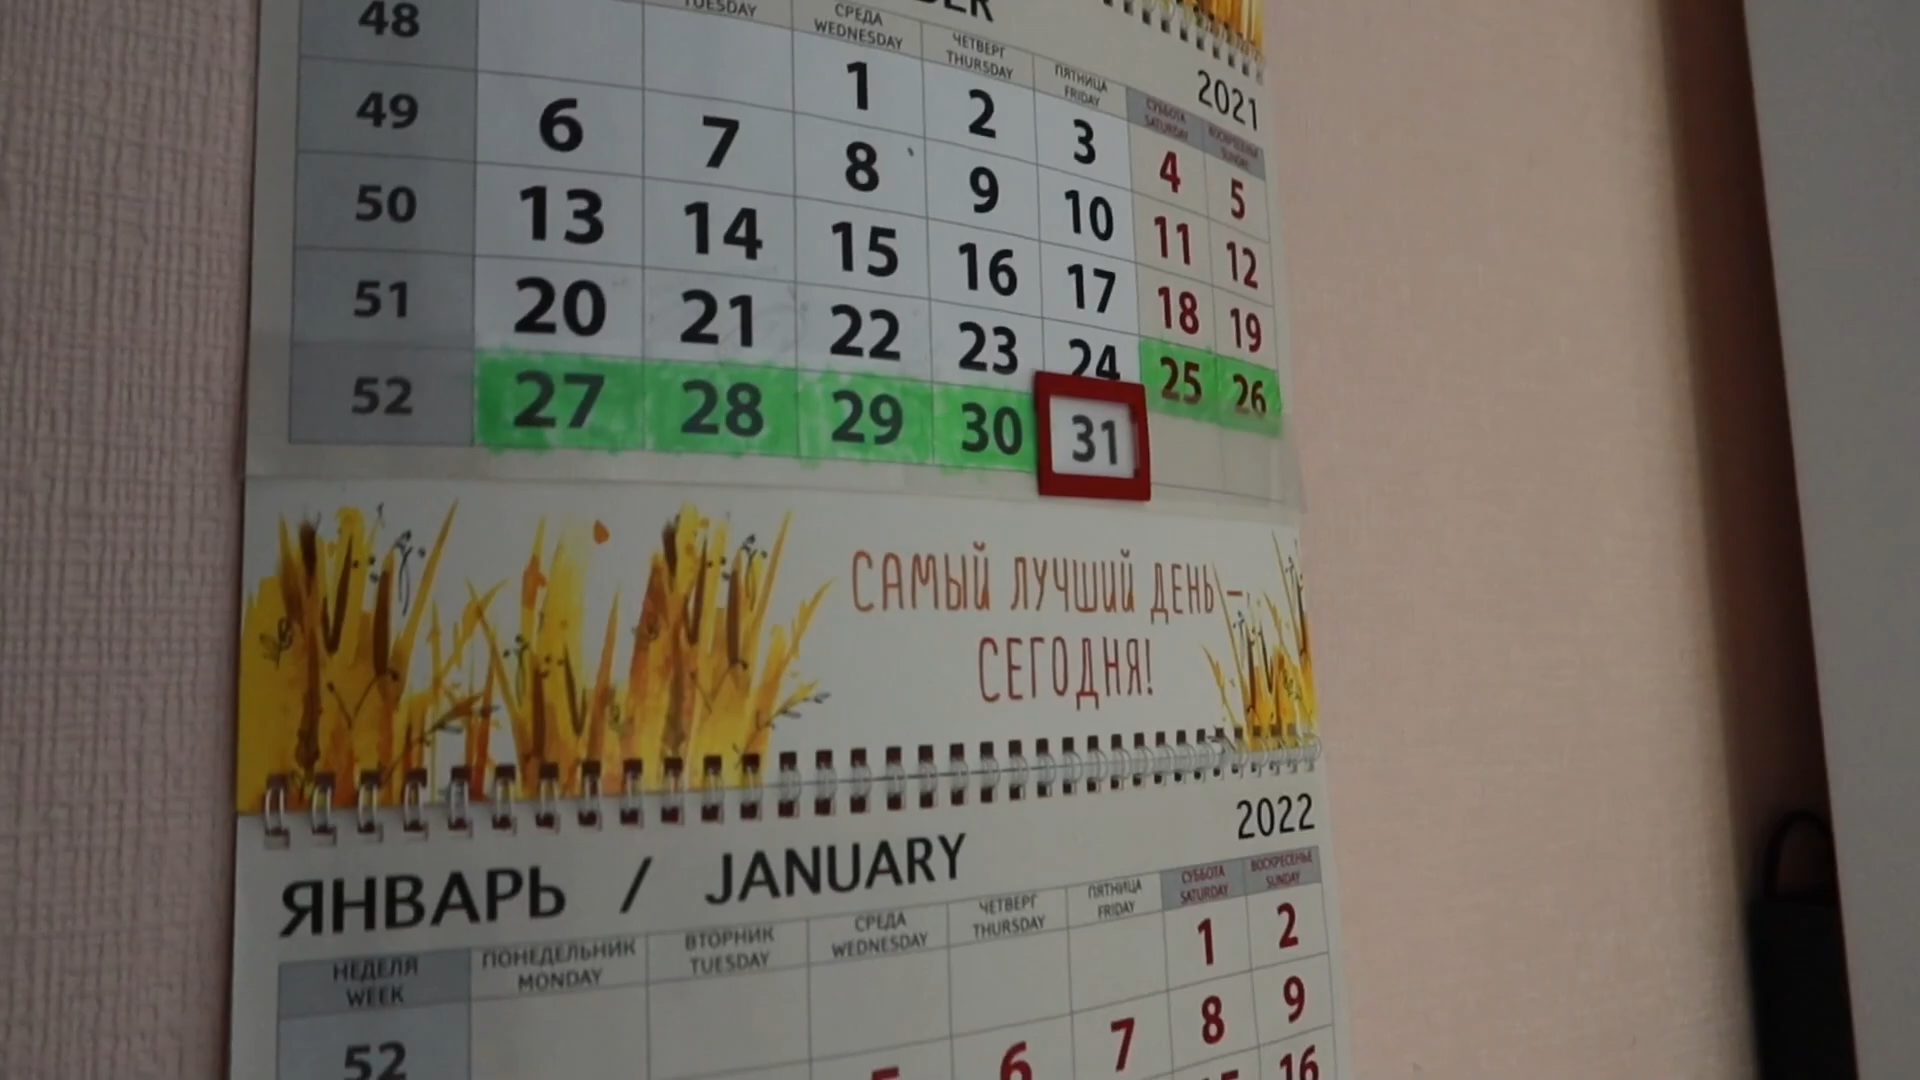 2021
TUESDAY
СРЕДА
WEDNESDAY
ЧЕТВЕРГ
THURSDAY
ПЯТНИЦА
FRIDAY
СУББОТА
SATURDAY
ВОСКРЕСЕНЬЕ
SUNDAY
48 1 2 3 4 5
49 6 7 8 9 10 11 12
50 13 14 15 16 17 18 19
51 20 21 22 23 24 25 26
52 27 28 29 30 31
САМЫЙ ЛУЧШИЙ ДЕНЬ –
СЕГОДНЯ!
2022
ЯНВАРЬ / JANUARY
НЕДЕЛЯ
WEEK
ПОНЕДЕЛЬНИК
MONDAY
ВТОРНИК
TUESDAY
СРЕДА
WEDNESDAY
ЧЕТВЕРГ
THURSDAY
ПЯТНИЦА
FRIDAY
СУББОТА
SATURDAY
ВОСКРЕСЕНЬЕ
SUNDAY
52 1 2
6 7 8 9
16